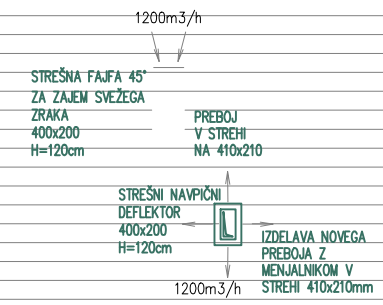 1200m3/h
STREŠNA FAJFA 45°
ZA ZAJEM SVEŽEGA
ZRAKA
400x200
H=120cm
PREBOJ
V STREHI
NA 410x210
STREŠNI NAVPIČNI
DEFLEKTOR
400x200
H=120cm
IZDELAVA NOVEGA
PREBOJA Z
MENJALNIKOM V
STREHI 410x210mm
1200m3/h